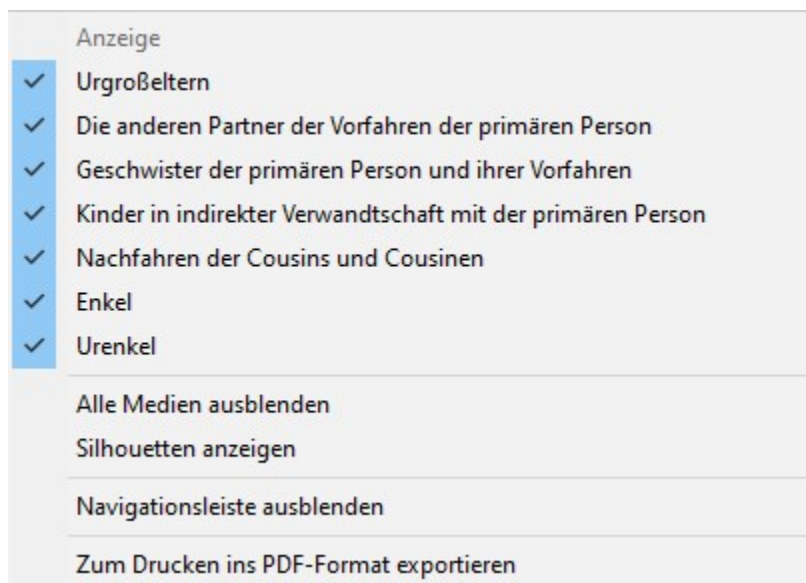 Anzeige
Urgroßeltern
Die anderen Partner der Vorfahren der primären Person
Geschwister der primären Person und ihrer Vorfahren
Kinder in indirekter Verwandtschaft mit der primären Person
Nachfahren der Cousins und Cousinen
Enkel
Urenkel
Alle Medien ausblenden
Silhouetten anzeigen
Navigationsleiste ausblenden
Zum Drucken ins PDF-Format exportieren